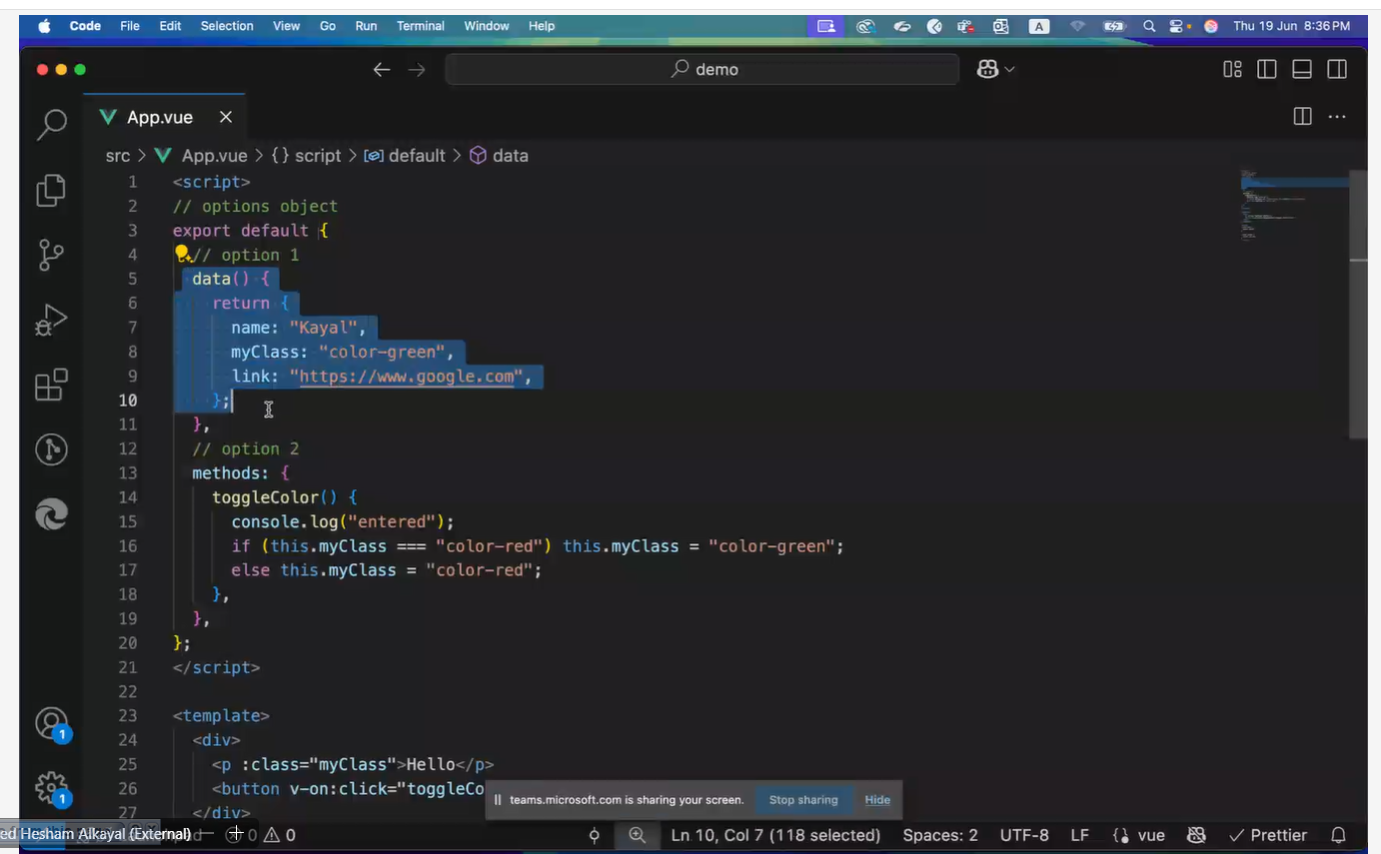 Code File Edit Selection View Go Run Terminal Window Help A Thu 19 Jun 8:36 PM
demo
App.vue
src > App.vue > {} script > default > data
1 <script>
2 // options object
3 export default {
4 // option 1
5 data() {
6 return {
7 name: "Kayal",
8 myClass: "color-green",
9 link: "https://www.google.com",
10 };
11 },
12 // option 2
13 methods: {
14 toggleColor() {
15 console.log("entered");
16 if (this.myClass === "color-red") this.myClass = "color-green";
17 else this.myClass = "color-red";
18 },
19 },
20 };
21 </script>
22
23 <template>
24 <div>
25 <p :class="myClass">Hello</p>
26 <button v-on:click="toggleCo
27 </div>
teams.microsoft.com is sharing your screen. Stop sharing Hide
1
1
ed Hesham Alkayal (External) 0 0 Ln 10, Col 7 (118 selected) Spaces: 2 UTF-8 LF vue Prettier